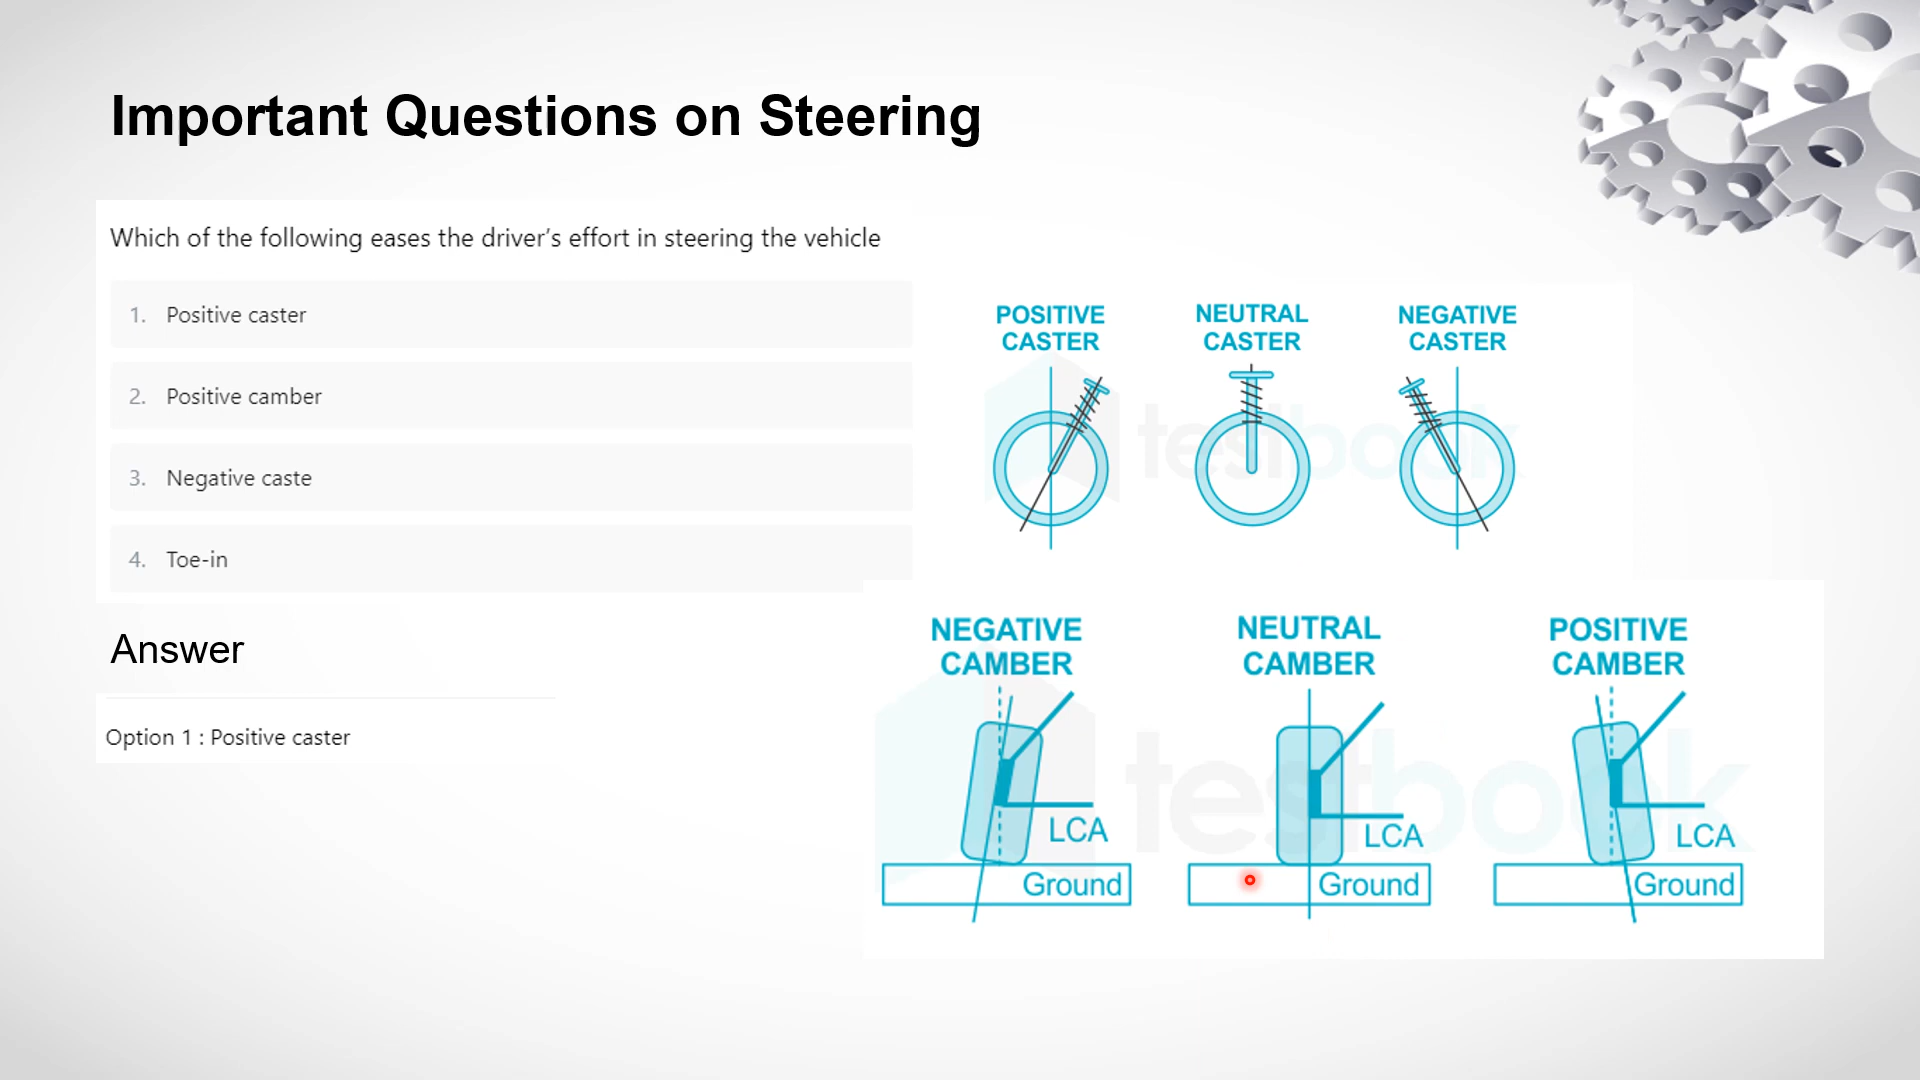 Important Questions on Steering
Which of the following eases the driver's effort in steering the vehicle
1. Positive caster
2. Positive camber
3. Negative caste
4. Toe-in
Answer
Option 1 : Positive caster
POSITIVE
CASTER
NEUTRAL
CASTER
NEGATIVE
CASTER
testbook
NEGATIVE
CAMBER
NEUTRAL
CAMBER
POSITIVE
CAMBER
testbook
LCA
LCA
LCA
Ground
Ground
Ground